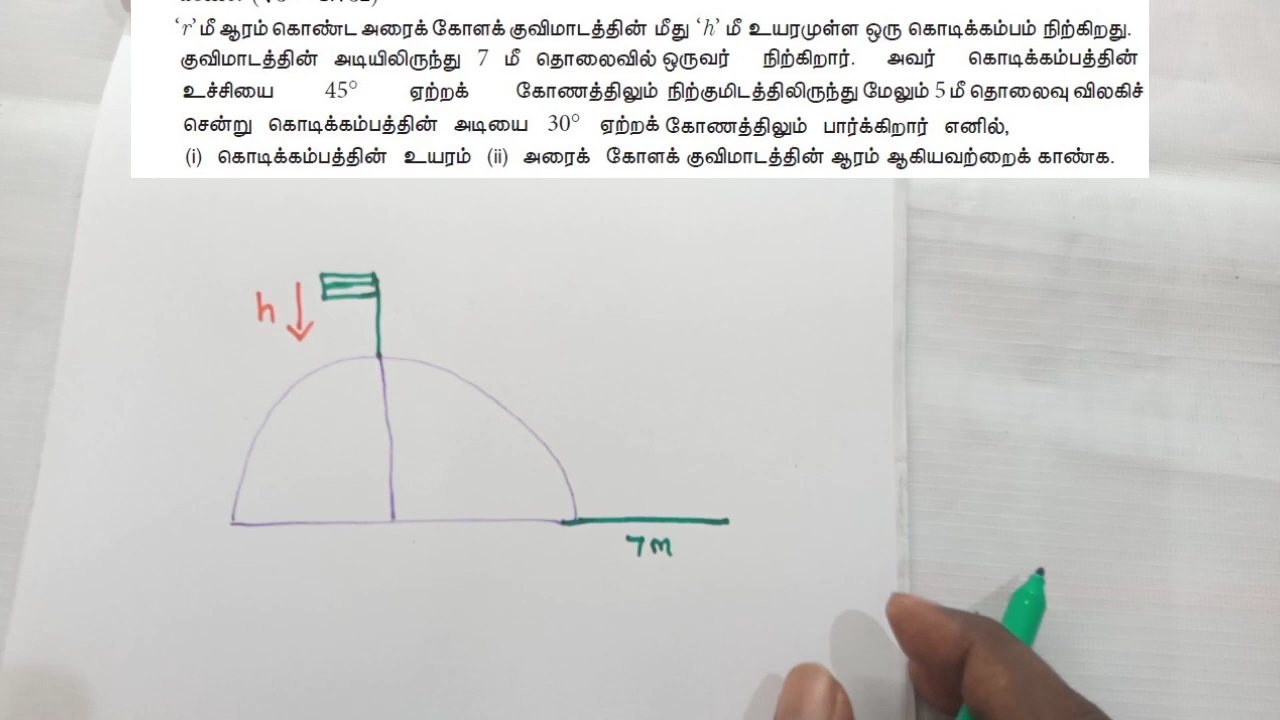 'r' மீ ஆரம் கொண்ட அரைக் கோளக் குவிமாடத்தின் மீது 'h' மீ உயரமுள்ள ஒரு கொடிக்கம்பம் நிற்கிறது.
குவிமாடத்தின் அடியிலிருந்து 7 மீ தொலைவில் ஒருவர் நிற்கிறார். அவர் கொடிக்கம்பத்தின்
உச்சியை 45° ஏற்றக் கோணத்திலும் நிற்குமிடத்திலிருந்து மேலும் 5 மீ தொலைவு விலகிச்
சென்று கொடிக்கம்பத்தின் அடியை 30° ஏற்றக் கோணத்திலும் பார்க்கிறார் எனில்,
(i) கொடிக்கம்பத்தின் உயரம் (ii) அரைக் கோளக் குவிமாடத்தின் ஆரம் ஆகியவற்றைக் காண்க.
h
7m